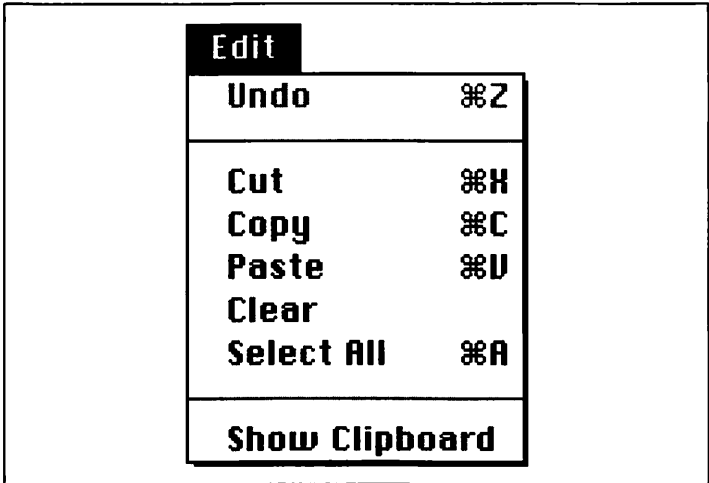 Edit
Undo ⌘Z
Cut ⌘X
Copy ⌘C
Paste ⌘V
Clear
Select All ⌘A
Show Clipboard